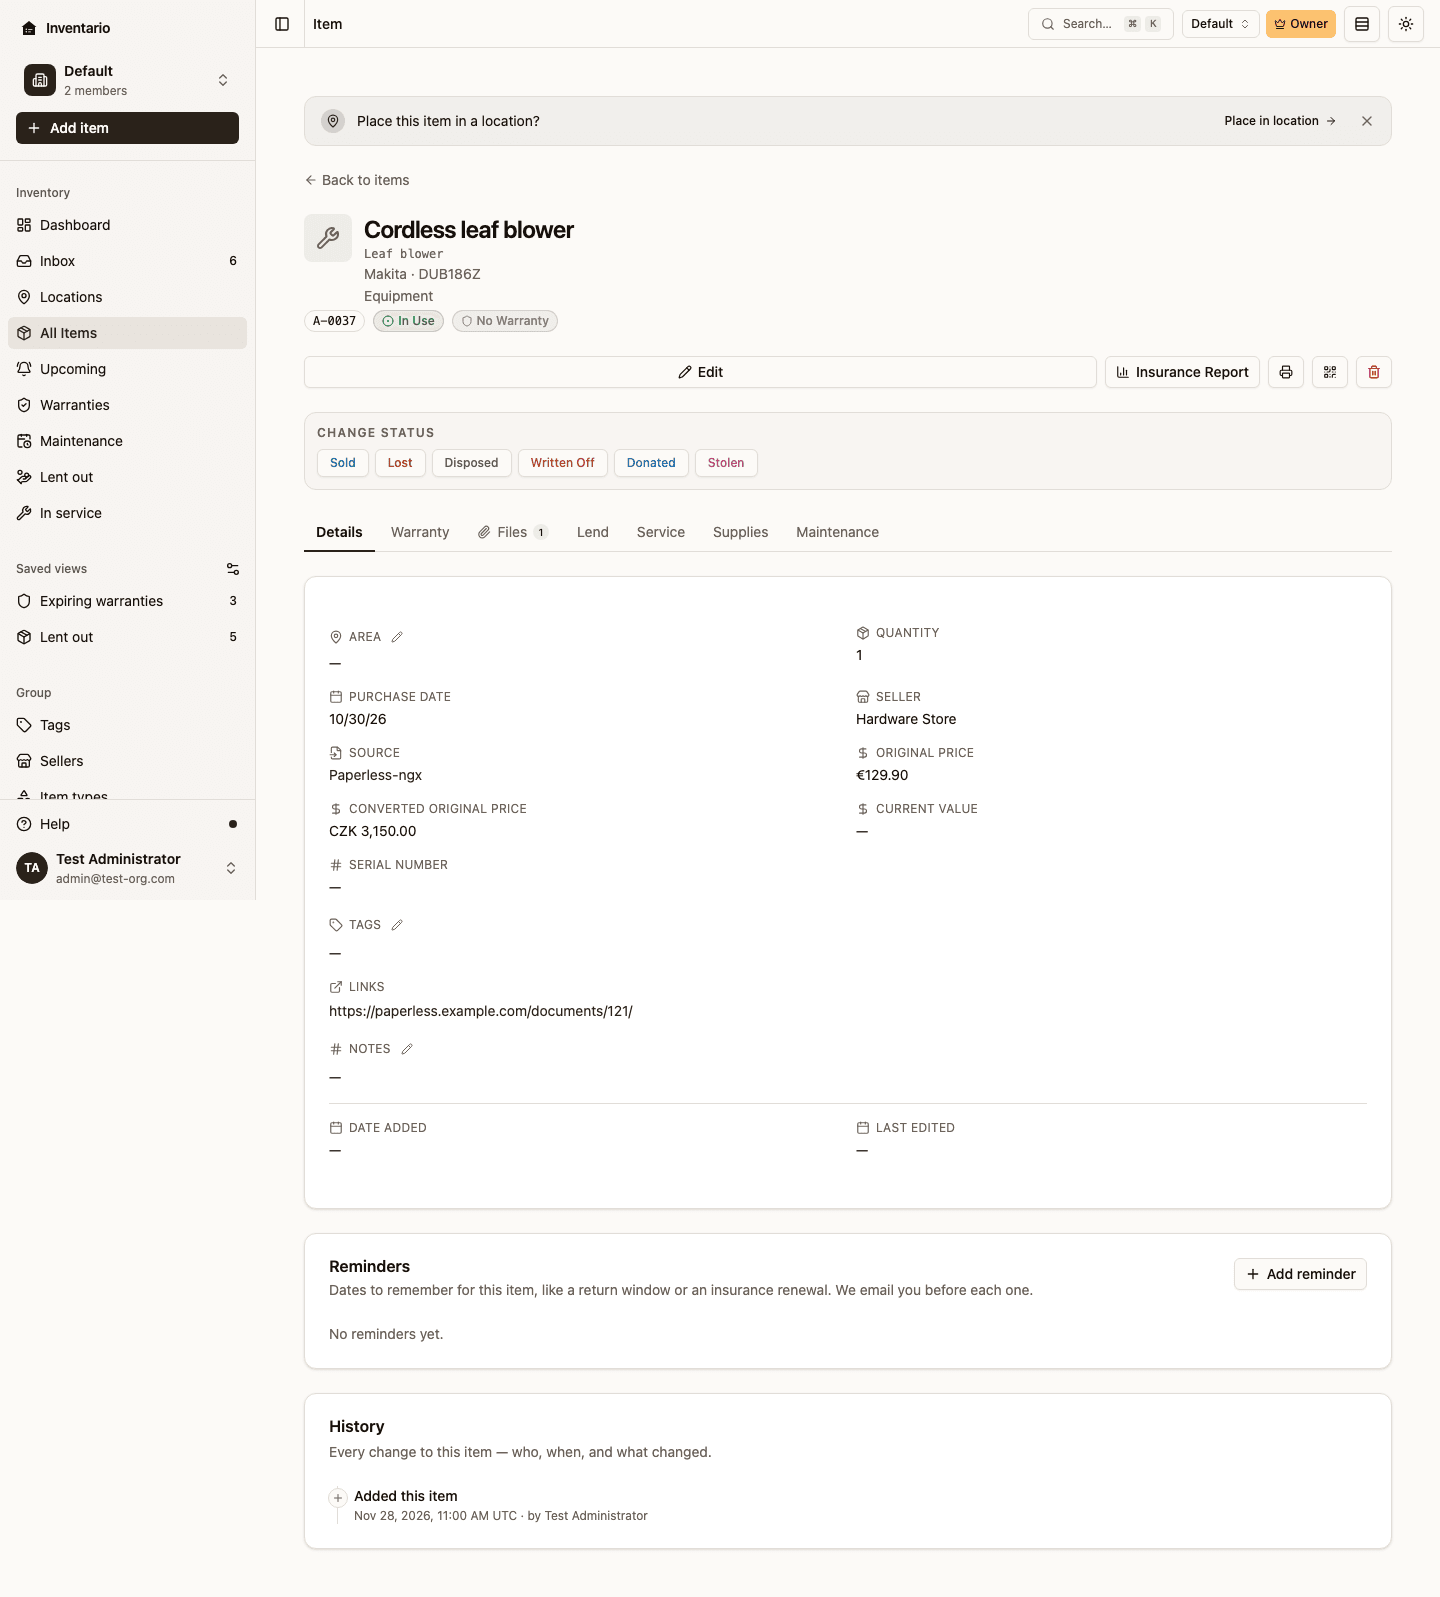 Inventario
Default
2 members
Add item
Inventory
Dashboard
Inbox 6
Locations
All Items
Upcoming
Warranties
Maintenance
Lent out
In service
Saved views
Expiring warranties 3
Lent out 5
Group
Tags
Sellers
Item types
Help
TA
Test Administrator
admin@test-org.com
Item
Search... ⌘ K
Default
Owner
Place this item in a location?
Place in location →
← Back to items
Cordless leaf blower
Leaf blower
Makita · DUB186Z
Equipment
A-0037
In Use
No Warranty
Edit
Insurance Report
CHANGE STATUS
Sold
Lost
Disposed
Written Off
Donated
Stolen
Details
Warranty
Files 1
Lend
Service
Supplies
Maintenance
AREA
—
QUANTITY
1
PURCHASE DATE
10/30/26
SELLER
Hardware Store
SOURCE
Paperless-ngx
ORIGINAL PRICE
€129.90
CONVERTED ORIGINAL PRICE
CZK 3,150.00
CURRENT VALUE
—
SERIAL NUMBER
—
TAGS
—
LINKS
https://paperless.example.com/documents/121/
NOTES
—
DATE ADDED
—
LAST EDITED
—
Reminders
Dates to remember for this item, like a return window or an insurance renewal. We email you before each one.
Add reminder
No reminders yet.
History
Every change to this item — who, when, and what changed.
Added this item
Nov 28, 2026, 11:00 AM UTC · by Test Administrator